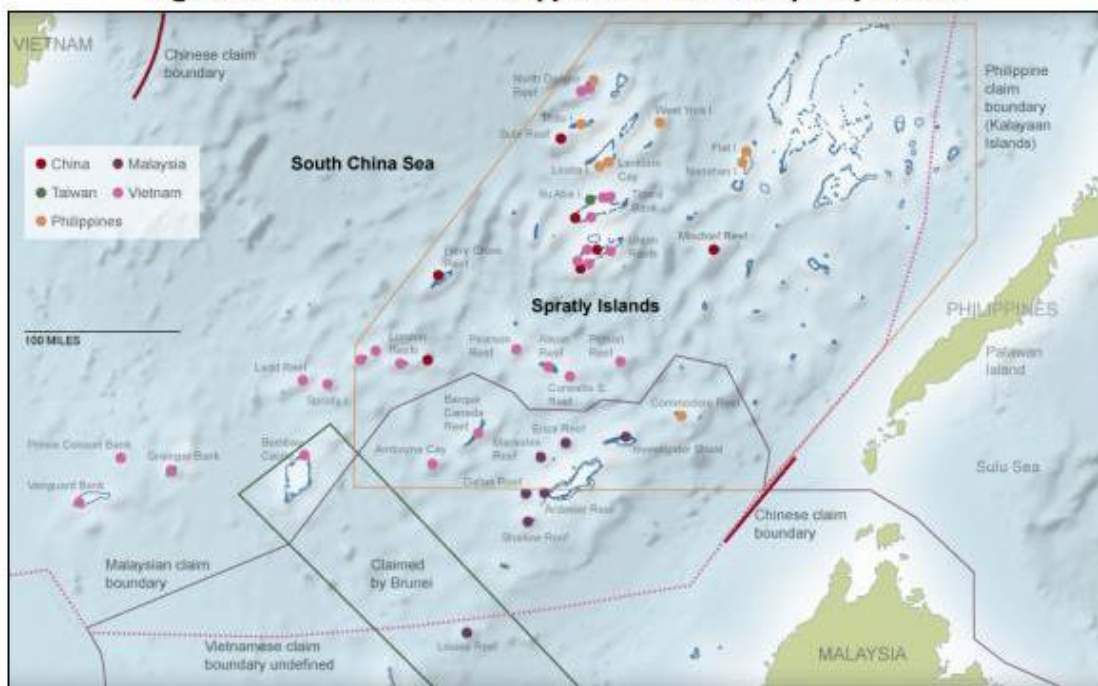 VIETNAM
Chinese claim
boundary
China
Malaysia
Taiwan
Vietnam
Philippines
South China Sea
North Danger
Reef
Thitu I.
Subi Reef
West York I.
Loaita I.
Lankiam
Cay
Flat I.
Nanshan I.
Itu Aba I.
Tizard
Bank
Union
Reefs
Mischief Reef
Fiery Cross
Reef
Philippine
claim
boundary
(Kalayaan
Islands)
Spratly Islands
100 MILES
PHILIPPINES
Palawan
Island
London
Reefs
Pearson
Reef
Alison
Reef
Pigeon
Reef
Ladd Reef
Spratly I.
Cornwallis S.
Reef
Barque
Canada
Reef
Commodore Reef
Erica Reef
Mariveles
Reef
Investigator Shoal
Amboyna Cay
Prince Consort Bank
Grainger Bank
Bombay
Castle
Vanguard Bank
Dallas Reef
Ardasier Reef
Shallow Reef
Sulu Sea
Chinese claim
boundary
Malaysian claim
boundary
Claimed
by Brunei
Vietnamese claim
boundary undefined
Louisa Reef
MALAYSIA